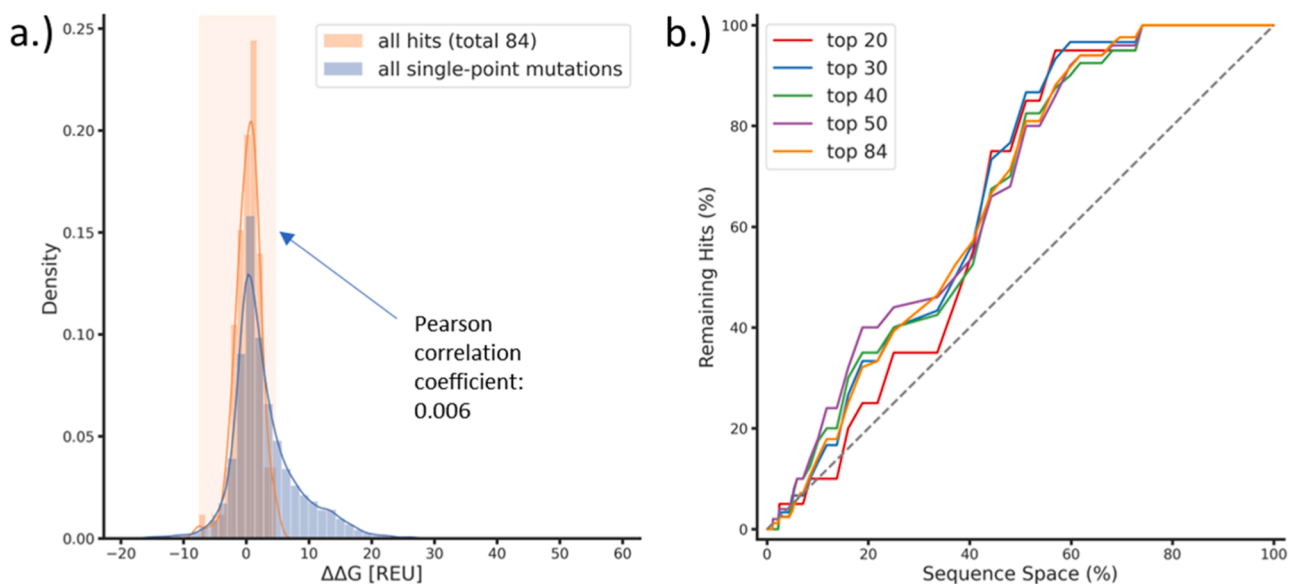 a.)
0.25
0.20
0.15
0.10
0.05
0.00
Density
−20 −10 0 10 20 30 40 50 60
ΔΔG [REU]
all hits (total 84)
all single-point mutations
Pearson
correlation
coefficient:
0.006
b.)
100
80
60
40
20
0
Remaining Hits (%)
0 20 40 60 80 100
Sequence Space (%)
top 20
top 30
top 40
top 50
top 84